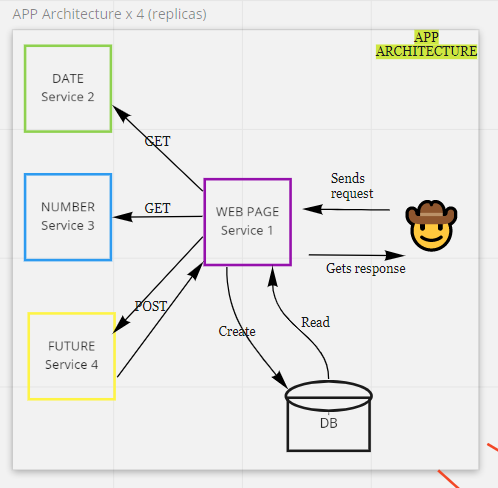 APP Architecture x 4 (replicas)
APP
ARCHITECTURE
DATE
Service 2
GET
NUMBER
Service 3
GET
WEB PAGE
Service 1
Sends
request
Gets response
FUTURE
Service 4
POST
Create
Read
DB